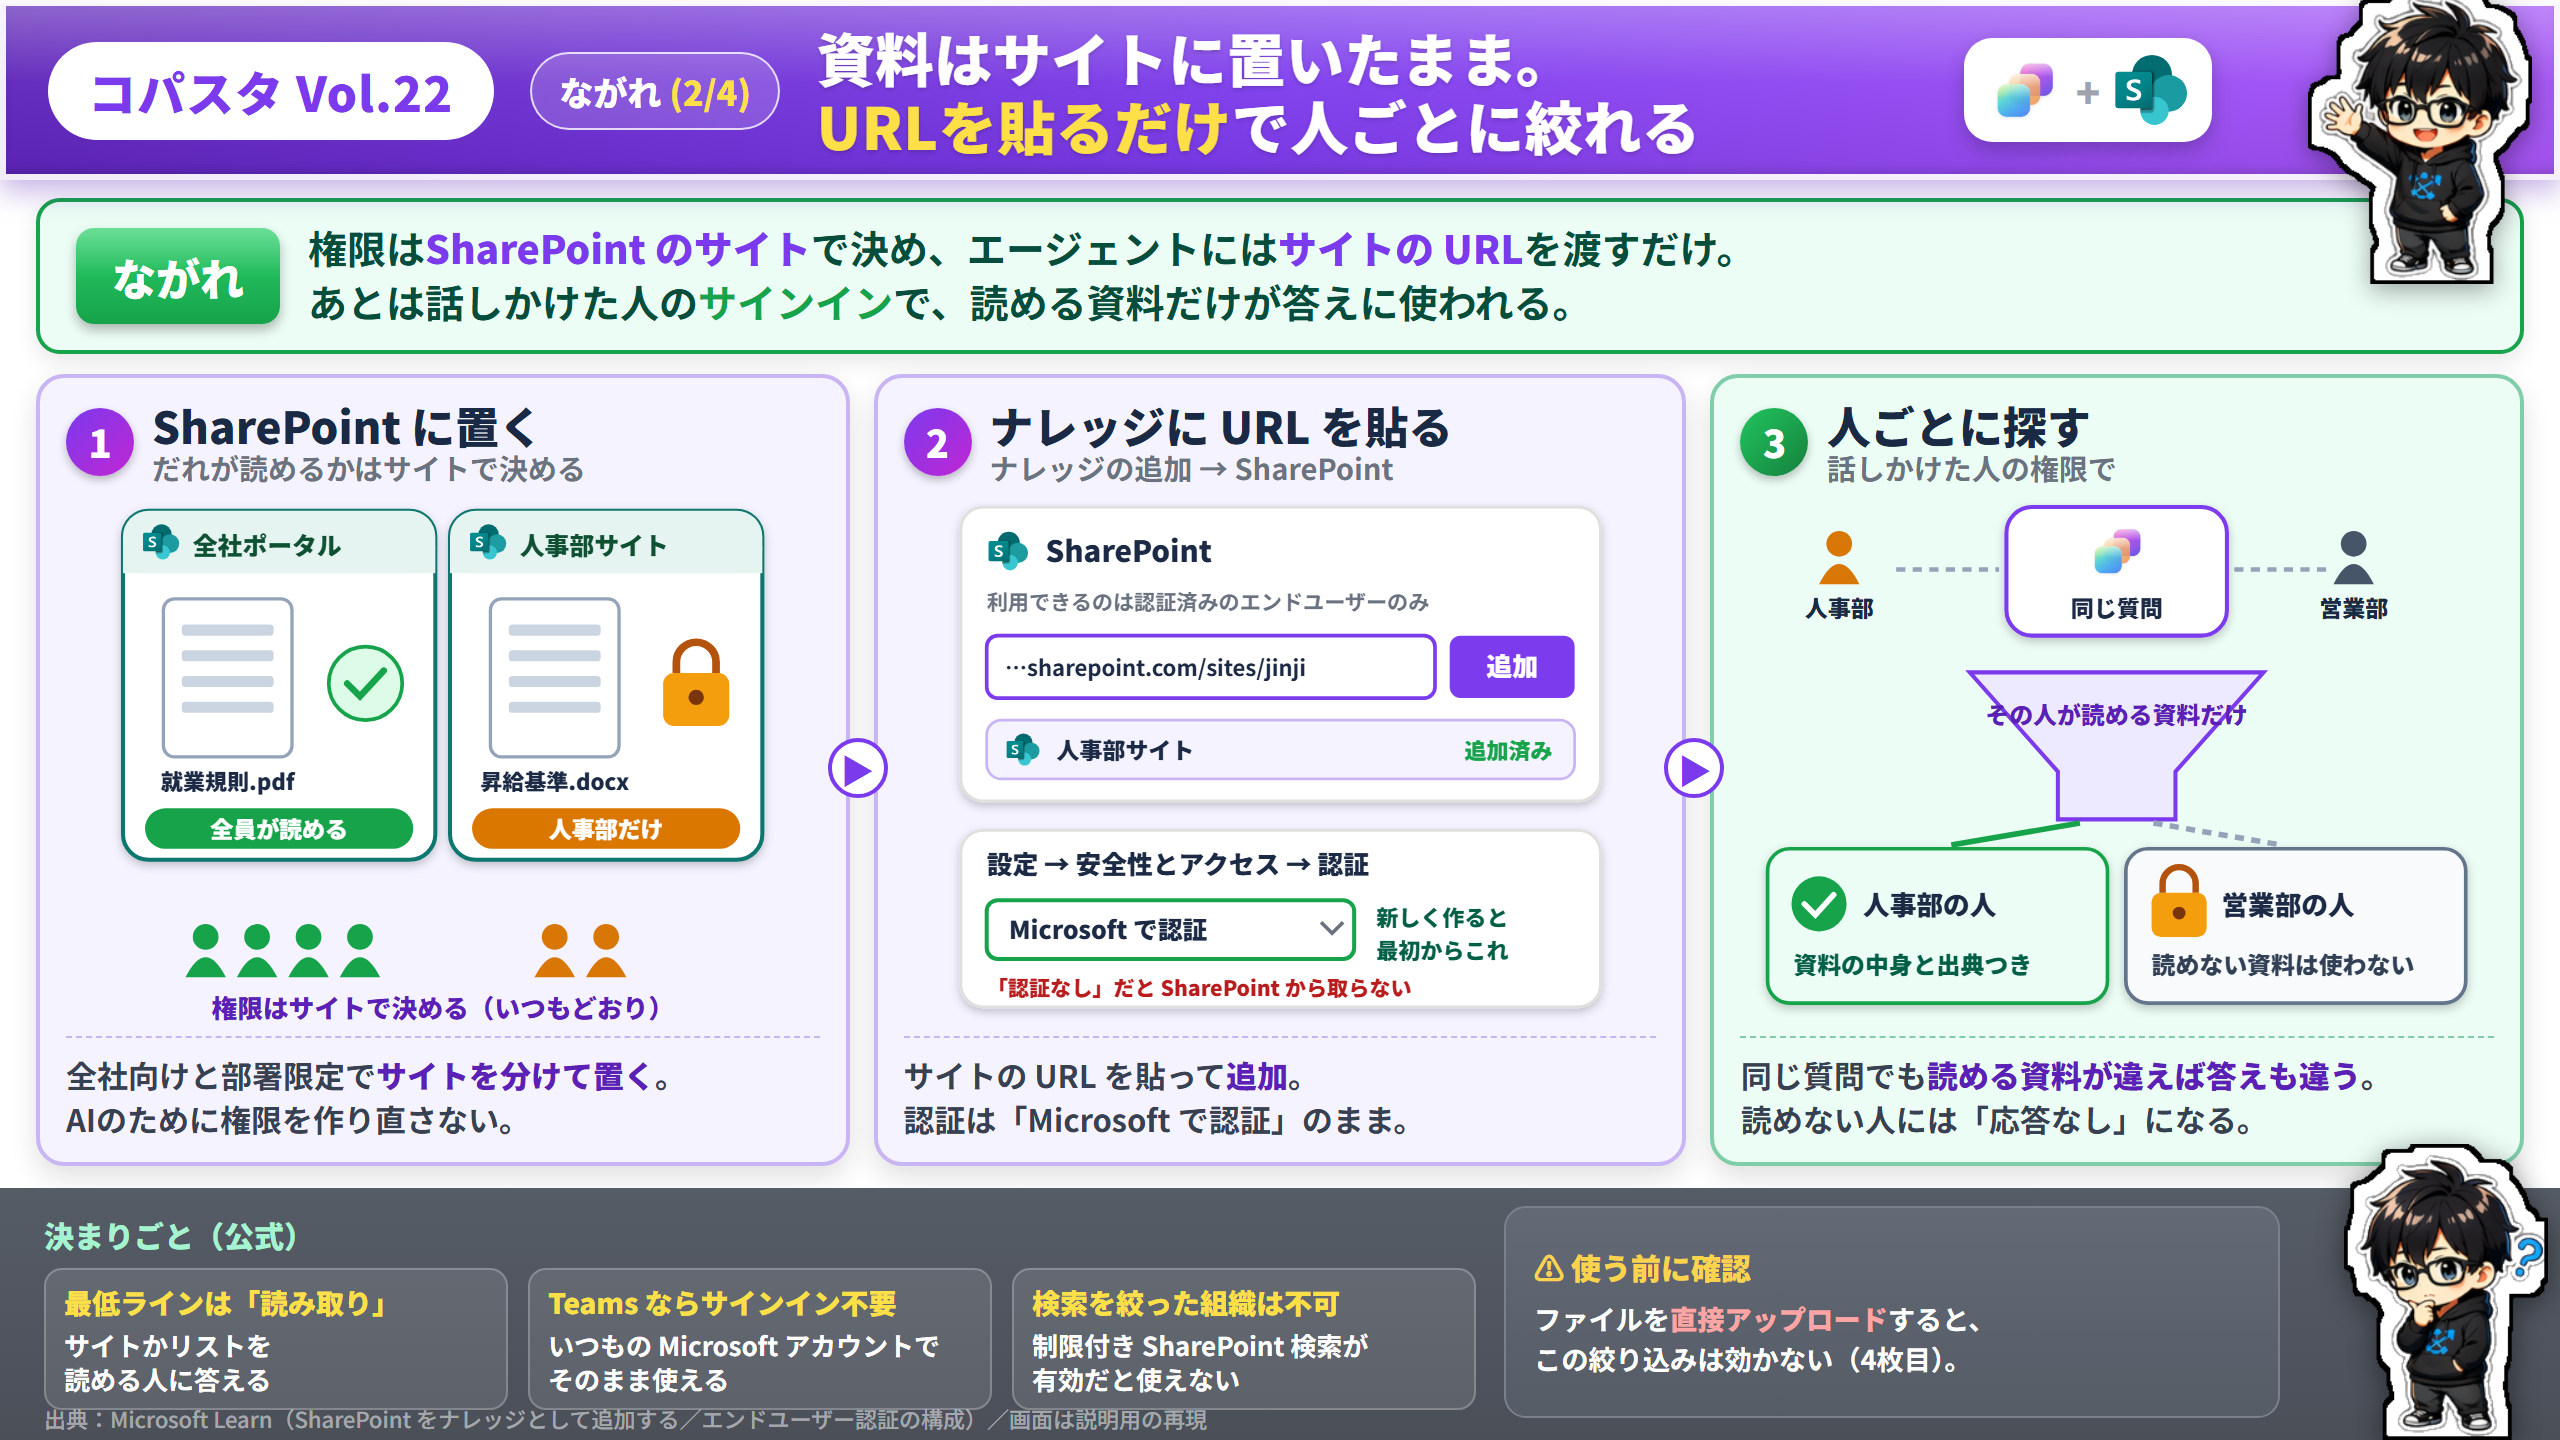 コパスタ Vol.22
ながれ (2/4)
資料はサイトに置いたまま。
URLを貼るだけで人ごとに絞れる
+
S
ながれ
権限はSharePoint のサイトで決め、エージェントにはサイトの URLを渡すだけ。
あとは話しかけた人のサインインで、読める資料だけが答えに使われる。
1
SharePoint に置く
だれが読めるかはサイトで決める
S
全社ポータル
就業規則.pdf
全員が読める
S
人事部サイト
昇給基準.docx
人事部だけ
権限はサイトで決める（いつもどおり）
全社向けと部署限定でサイトを分けて置く。
AIのために権限を作り直さない。
2
ナレッジに URL を貼る
ナレッジの追加 → SharePoint
S
SharePoint
利用できるのは認証済みのエンドユーザーのみ
…sharepoint.com/sites/jinji
追加
S
人事部サイト
追加済み
設定 → 安全性とアクセス → 認証
Microsoft で認証
新しく作ると
最初からこれ
「認証なし」だと SharePoint から取らない
サイトの URL を貼って追加。
認証は「Microsoft で認証」のまま。
3
人ごとに探す
話しかけた人の権限で
人事部
同じ質問
営業部
その人が読める資料だけ
人事部の人
資料の中身と出典つき
営業部の人
読めない資料は使わない
同じ質問でも読める資料が違えば答えも違う。
読めない人には「応答なし」になる。
決まりごと（公式）
最低ラインは「読み取り」
サイトかリストを
読める人に答える
Teams ならサインイン不要
いつもの Microsoft アカウントで
そのまま使える
検索を絞った組織は不可
制限付き SharePoint 検索が
有効だと使えない
⚠ 使う前に確認
ファイルを直接アップロードすると、
この絞り込みは効かない（4枚目）。
?
出典：Microsoft Learn（SharePoint をナレッジとして追加する／エンドユーザー認証の構成）／画面は説明用の再現